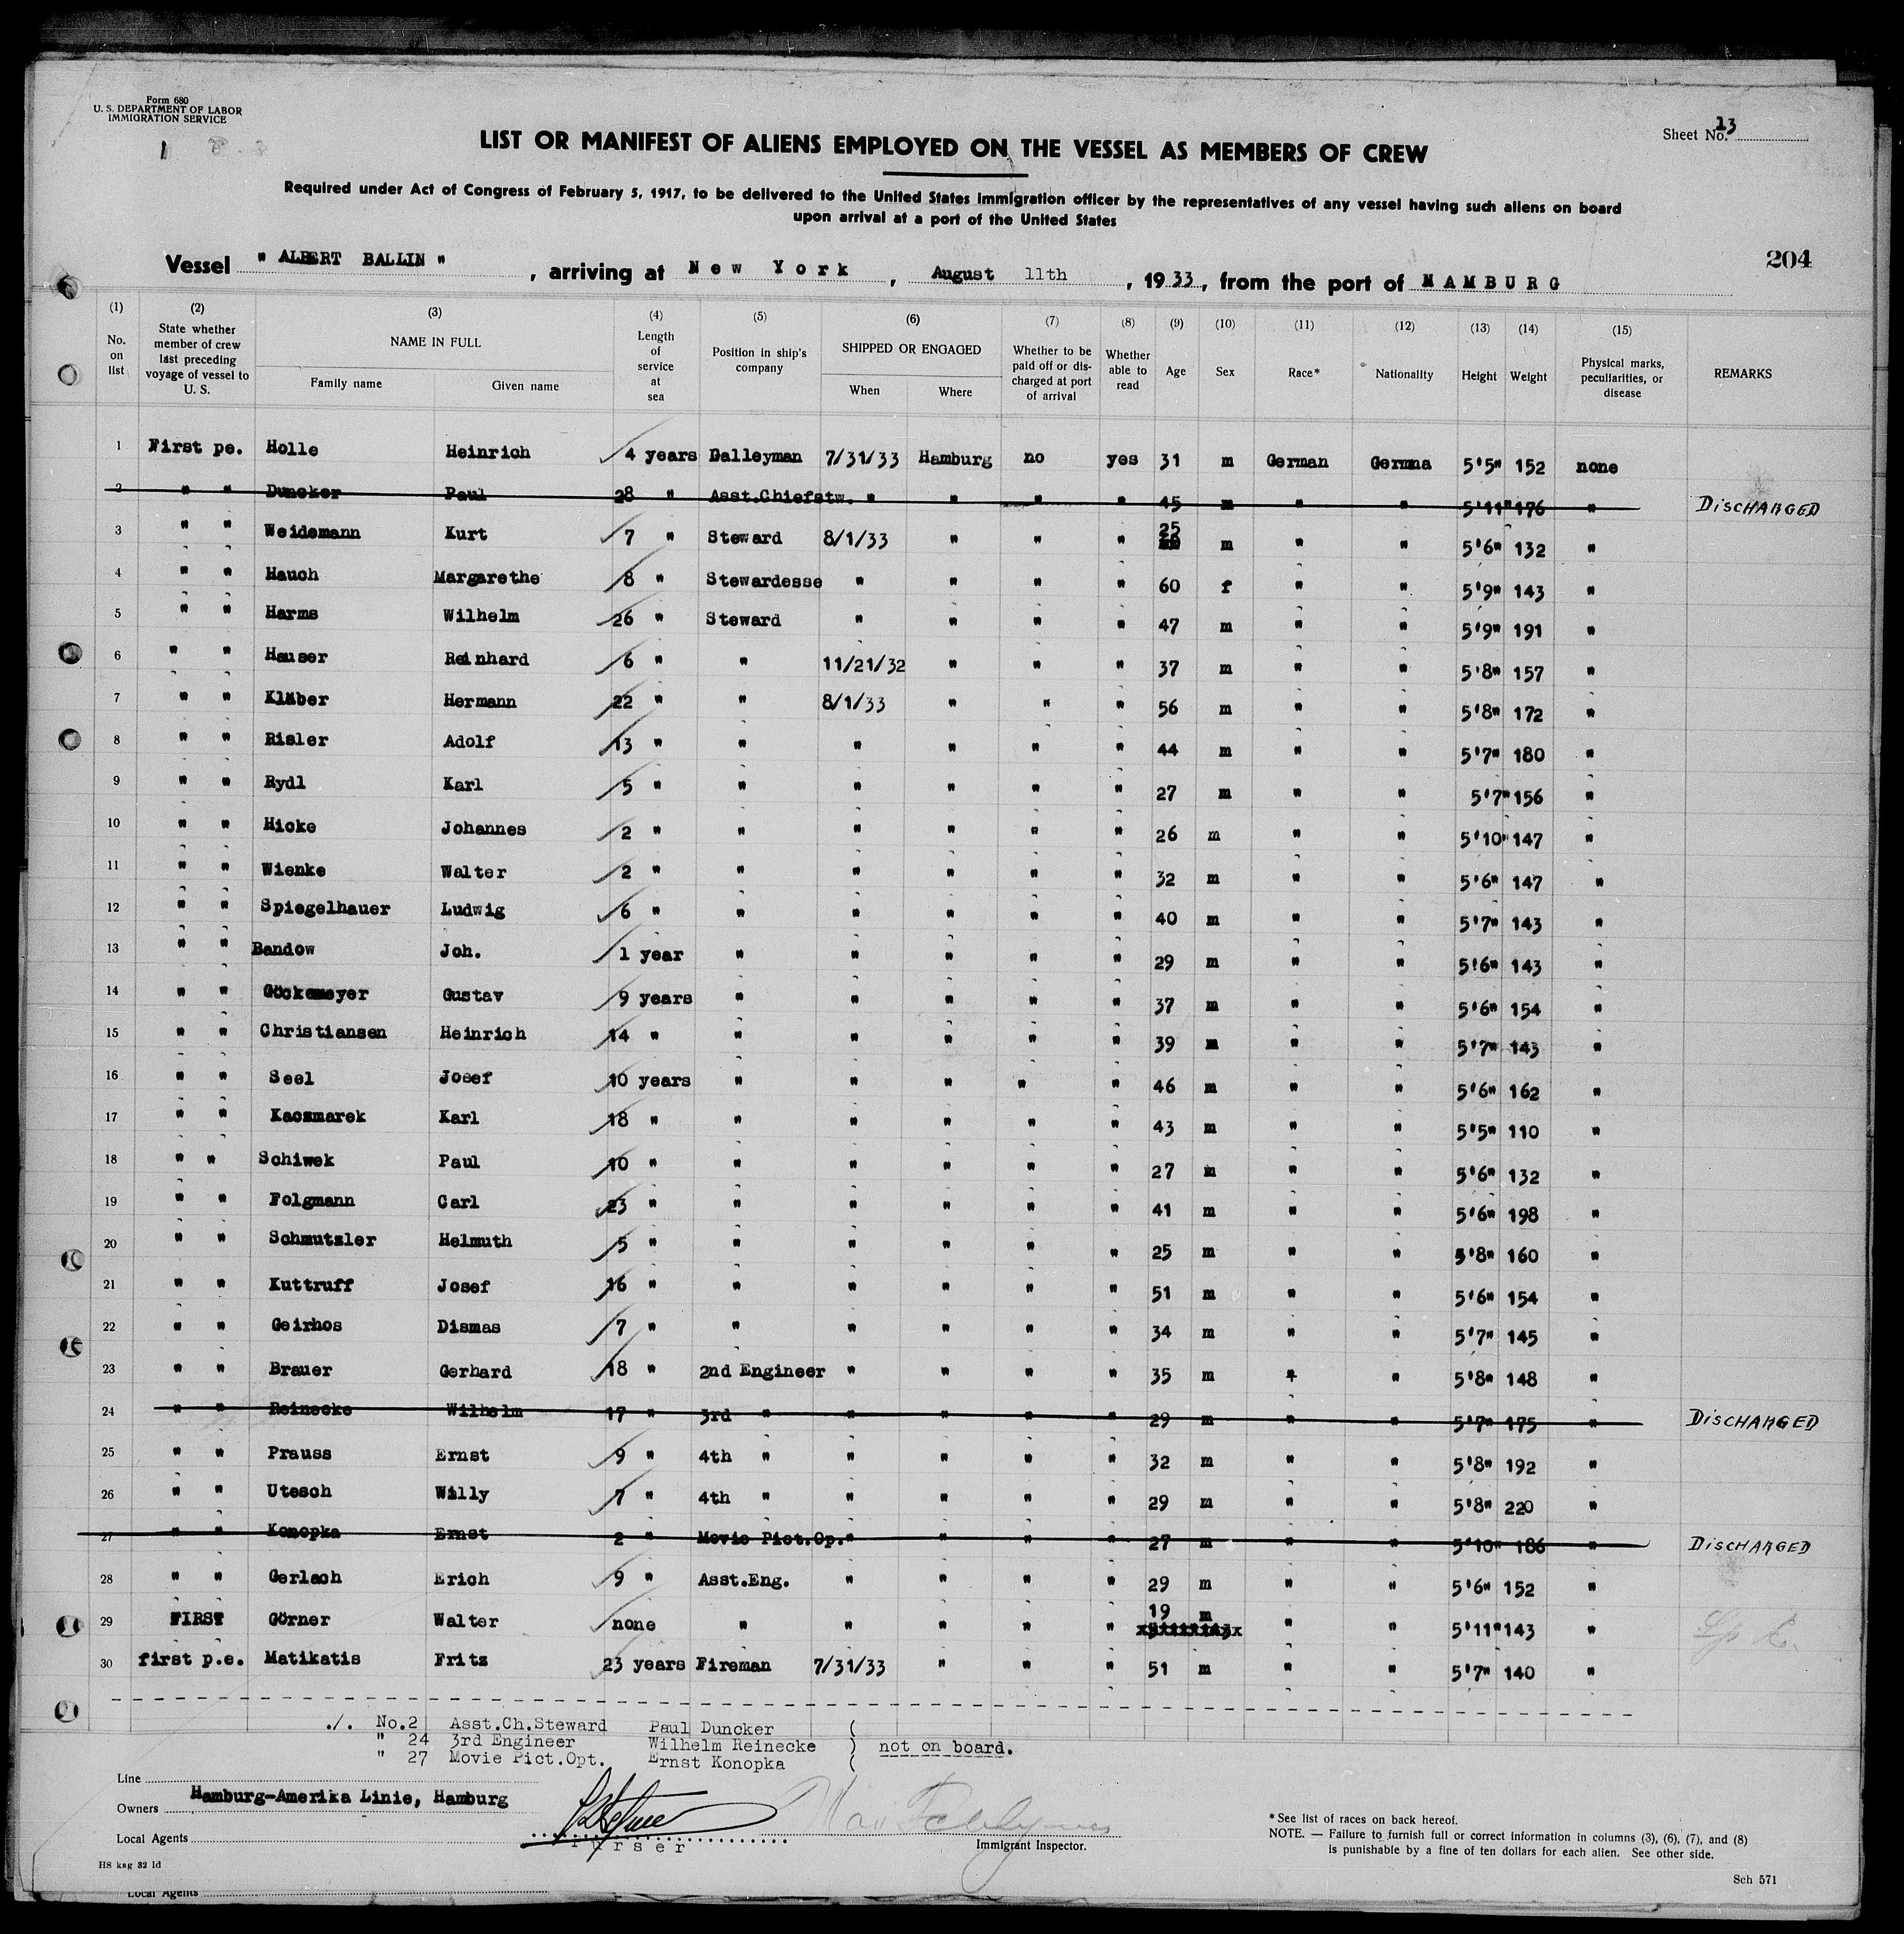 Form 680
U. S. DEPARTMENT OF LABOR
IMMIGRATION SERVICE
Sheet No. 13
LIST OR MANIFEST OF ALIENS EMPLOYED ON THE VESSEL AS MEMBERS OF CREW
Required under Act of Congress of February 5, 1917, to be delivered to the United States immigration officer by the representatives of any vessel having such aliens on board
upon arrival at a port of the United States
204
Vessel " ALBERT BALLIN " , arriving at New York , August 11th , 1933, from the port of HAMBURG
(1) (2) (3) (4) (5) (6) (7) (8) (9) (10) (11) (12) (13) (14) (15)
No. on list State whether member of crew last preceding voyage of vessel to U. S. NAME IN FULL Family name Given name Length of service at sea Position in ship's company SHIPPED OR ENGAGED When Where Whether to be paid off or discharged at port of arrival Whether able to read Age Sex Race* Nationality Height Weight Physical marks, peculiarities, or disease REMARKS
1 First pe. Holle Heinrich 4 years Galleyman 7/31/33 Hamburg no yes 31 m German Germna 5'5" 152 none
2 " " Duncker Paul 28 " Asst.Chiefstw. " " " " 45 m " " 5'11" 176 " DISCHARGED
3 " " Weidemann Kurt 7 " Steward 8/1/33 " " " 25 m " " 5'6" 132 "
4 " " Hauch Margarethe 8 " Stewardesse " " " " 60 f " " 5'9" 143 "
5 " " Harms Wilhelm 26 " Steward " " " " 47 m " " 5'9" 191 "
6 " " Hauser Reinhard 6 " " 11/21/32 " " " 37 m " " 5'8" 157 "
7 " " Kläber Hermann 22 " " 8/1/33 " " " 56 m " " 5'8" 172 "
8 " " Risler Adolf 13 " " " " " " 44 m " " 5'7" 180 "
9 " " Rydl Karl 5 " " " " " " 27 m " " 5'7" 156 "
10 " " Hicke Johannes 2 " " " " " " 26 m " " 5'10" 147 "
11 " " Wienke Walter 2 " " " " " " 32 m " " 5'6" 147 "
12 " " Spiegelhauer Ludwig 6 " " " " " " 40 m " " 5'7" 143 "
13 " " Bandow Joh. 1 year " " " " " 29 m " " 5'6" 143 "
14 " " Göckemeyer Gustav 9 years " " " " " 37 m " " 5'6" 154 "
15 " " Christiansen Heinrich 14 " " " " " " 39 m " " 5'7" 143 "
16 " " Seel Josef 10 years " " " " " 46 m " " 5'6" 162 "
17 " " Kaczmarek Karl 18 " " " " " " 43 m " " 5'5" 110 "
18 " " Schiwek Paul 10 " " " " " " 27 m " " 5'6" 132 "
19 " " Folgmann Carl 23 " " " " " " 41 m " " 5'6" 198 "
20 " " Schmutzler Helmuth 5 " " " " " " 25 m " " 5'8" 160 "
21 " " Kuttruff Josef 16 " " " " " " 51 m " " 5'6" 154 "
22 " " Geirhos Dismas 7 " " " " " " 34 m " " 5'7" 145 "
23 " " Brauer Gerhard 18 " 2nd Engineer " " " " 35 m " " 5'8" 148 "
24 " " Reinecke Wilhelm 17 " 3rd " " " " " 29 m " " 5'7" 175 " DISCHARGED
25 " " Prauss Ernst 9 " 4th " " " " " 32 m " " 5'8" 192 "
26 " " Utesch Willy 7 " 4th " " " " " 29 m " " 5'8" 220 "
27 " " Konopka Ernst 2 " Movie Pict.Op. " " " " 27 m " " 5'10" 186 " DISCHARGED
28 " " Gerlach Erich 9 " Asst.Eng. " " " " 29 m " " 5'6" 152 "
29 FIRST Görner Walter none " " " " " 19 m " " 5'11" 143 "
30 first p.e. Matikatis Fritz 23 years Fireman 7/31/33 " " " 51 m " " 5'7" 140 "
./. No.2 Asst.Ch.Steward Paul Duncker
" 24 3rd Engineer Wilhelm Reinecke ) not on board.
" 27 Movie Pict.Opt. Ernst Konopka
Line
Owners Hamburg-Amerika Linie, Hamburg
Local Agents
Purser
Immigrant Inspector.
*See list of races on back hereof.
NOTE. — Failure to furnish full or correct information in columns (3), (6), (7), and (8)
is punishable by a fine of ten dollars for each alien. See other side.
HS kag 32 ld
Sch 571
Local Agents